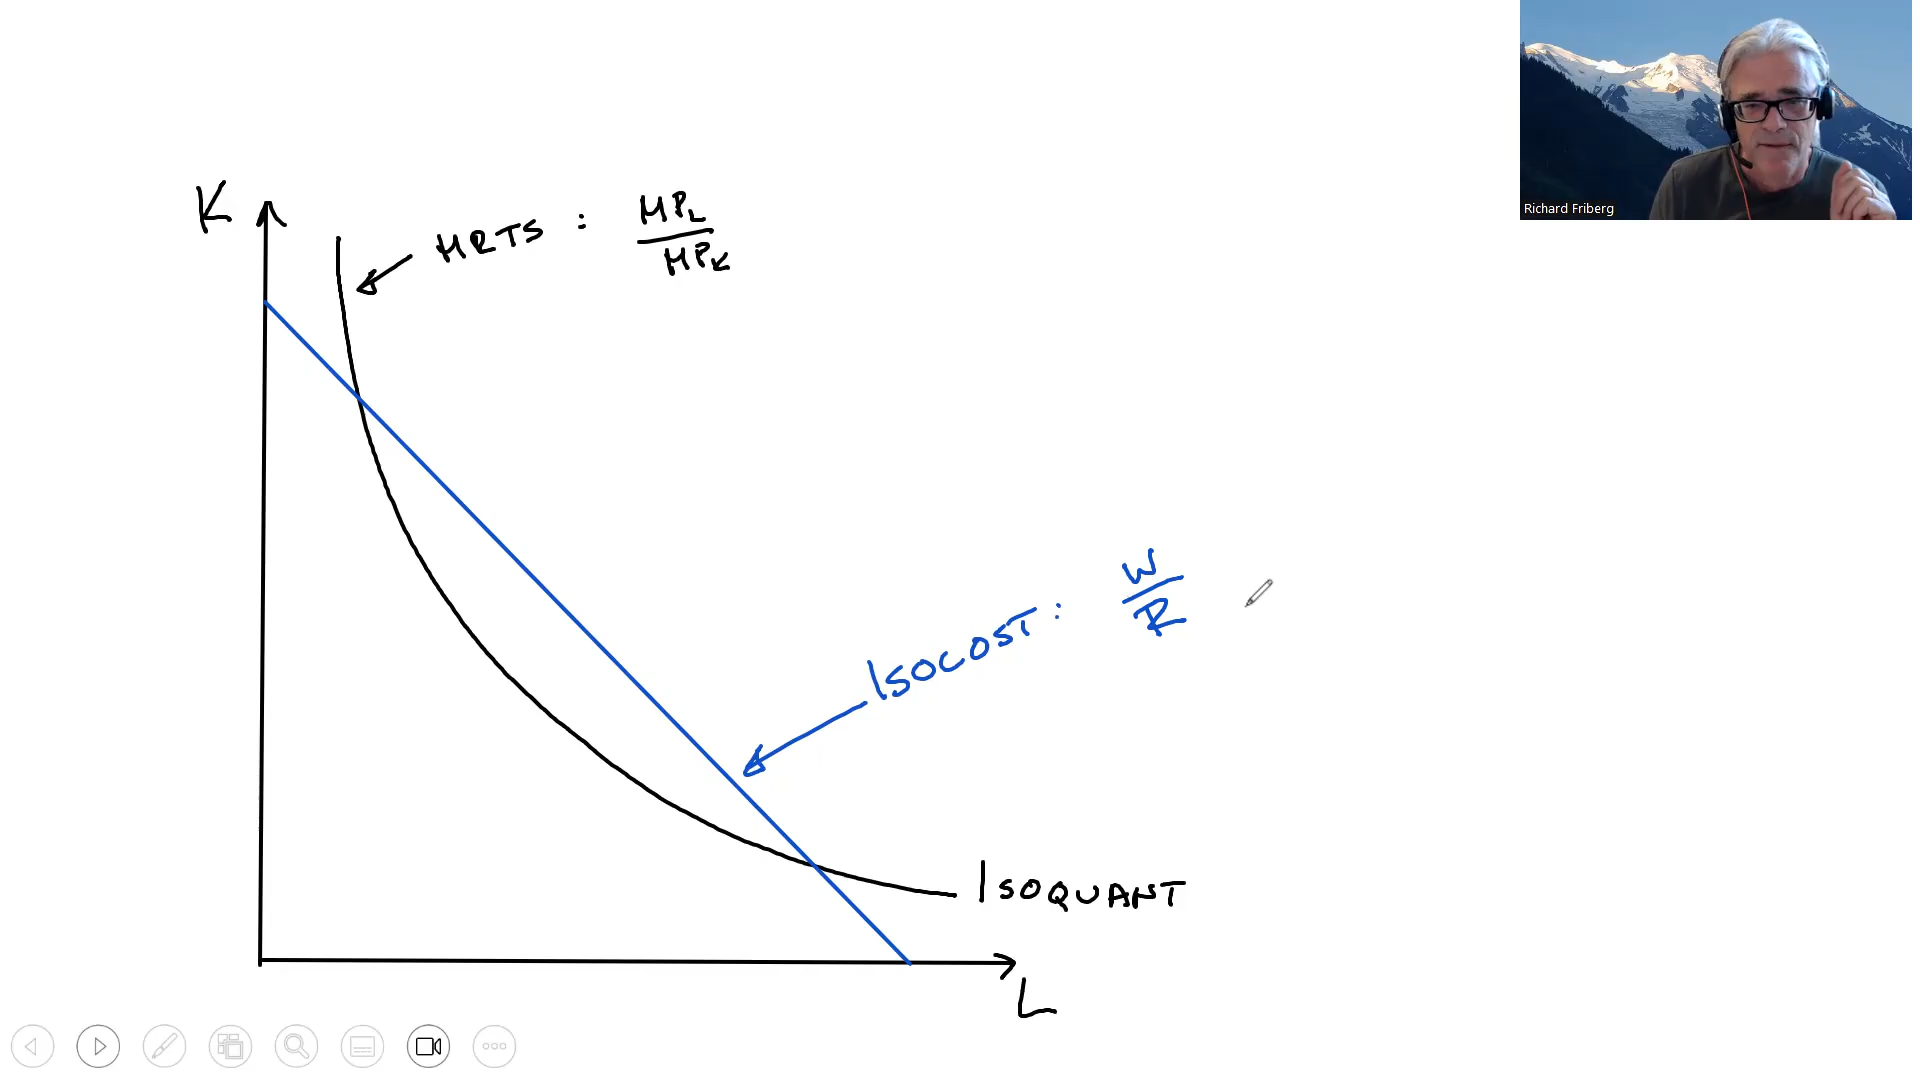 Richard Friberg
K
MRTS : MPL
MPK
W
R
ISOCOST :
ISOQUANT
L